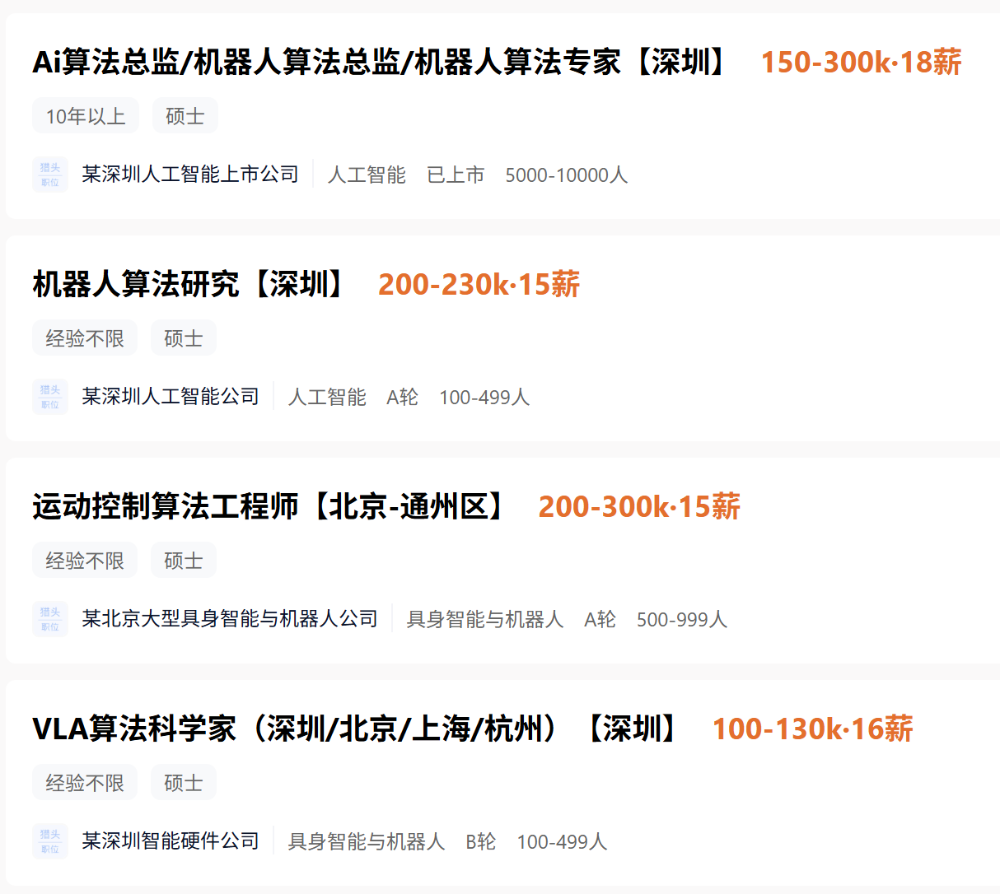 Ai算法总监/机器人算法总监/机器人算法专家【深圳】 150-300k·18薪
10年以上 硕士
猎头职位 某深圳人工智能上市公司 人工智能 已上市 5000-10000人
机器人算法研究【深圳】 200-230k·15薪
经验不限 硕士
猎头职位 某深圳人工智能公司 人工智能 A轮 100-499人
运动控制算法工程师【北京-通州区】 200-300k·15薪
经验不限 硕士
猎头职位 某北京大型具身智能与机器人公司 具身智能与机器人 A轮 500-999人
VLA算法科学家（深圳/北京/上海/杭州）【深圳】 100-130k·16薪
经验不限 硕士
猎头职位 某深圳智能硬件公司 具身智能与机器人 B轮 100-499人